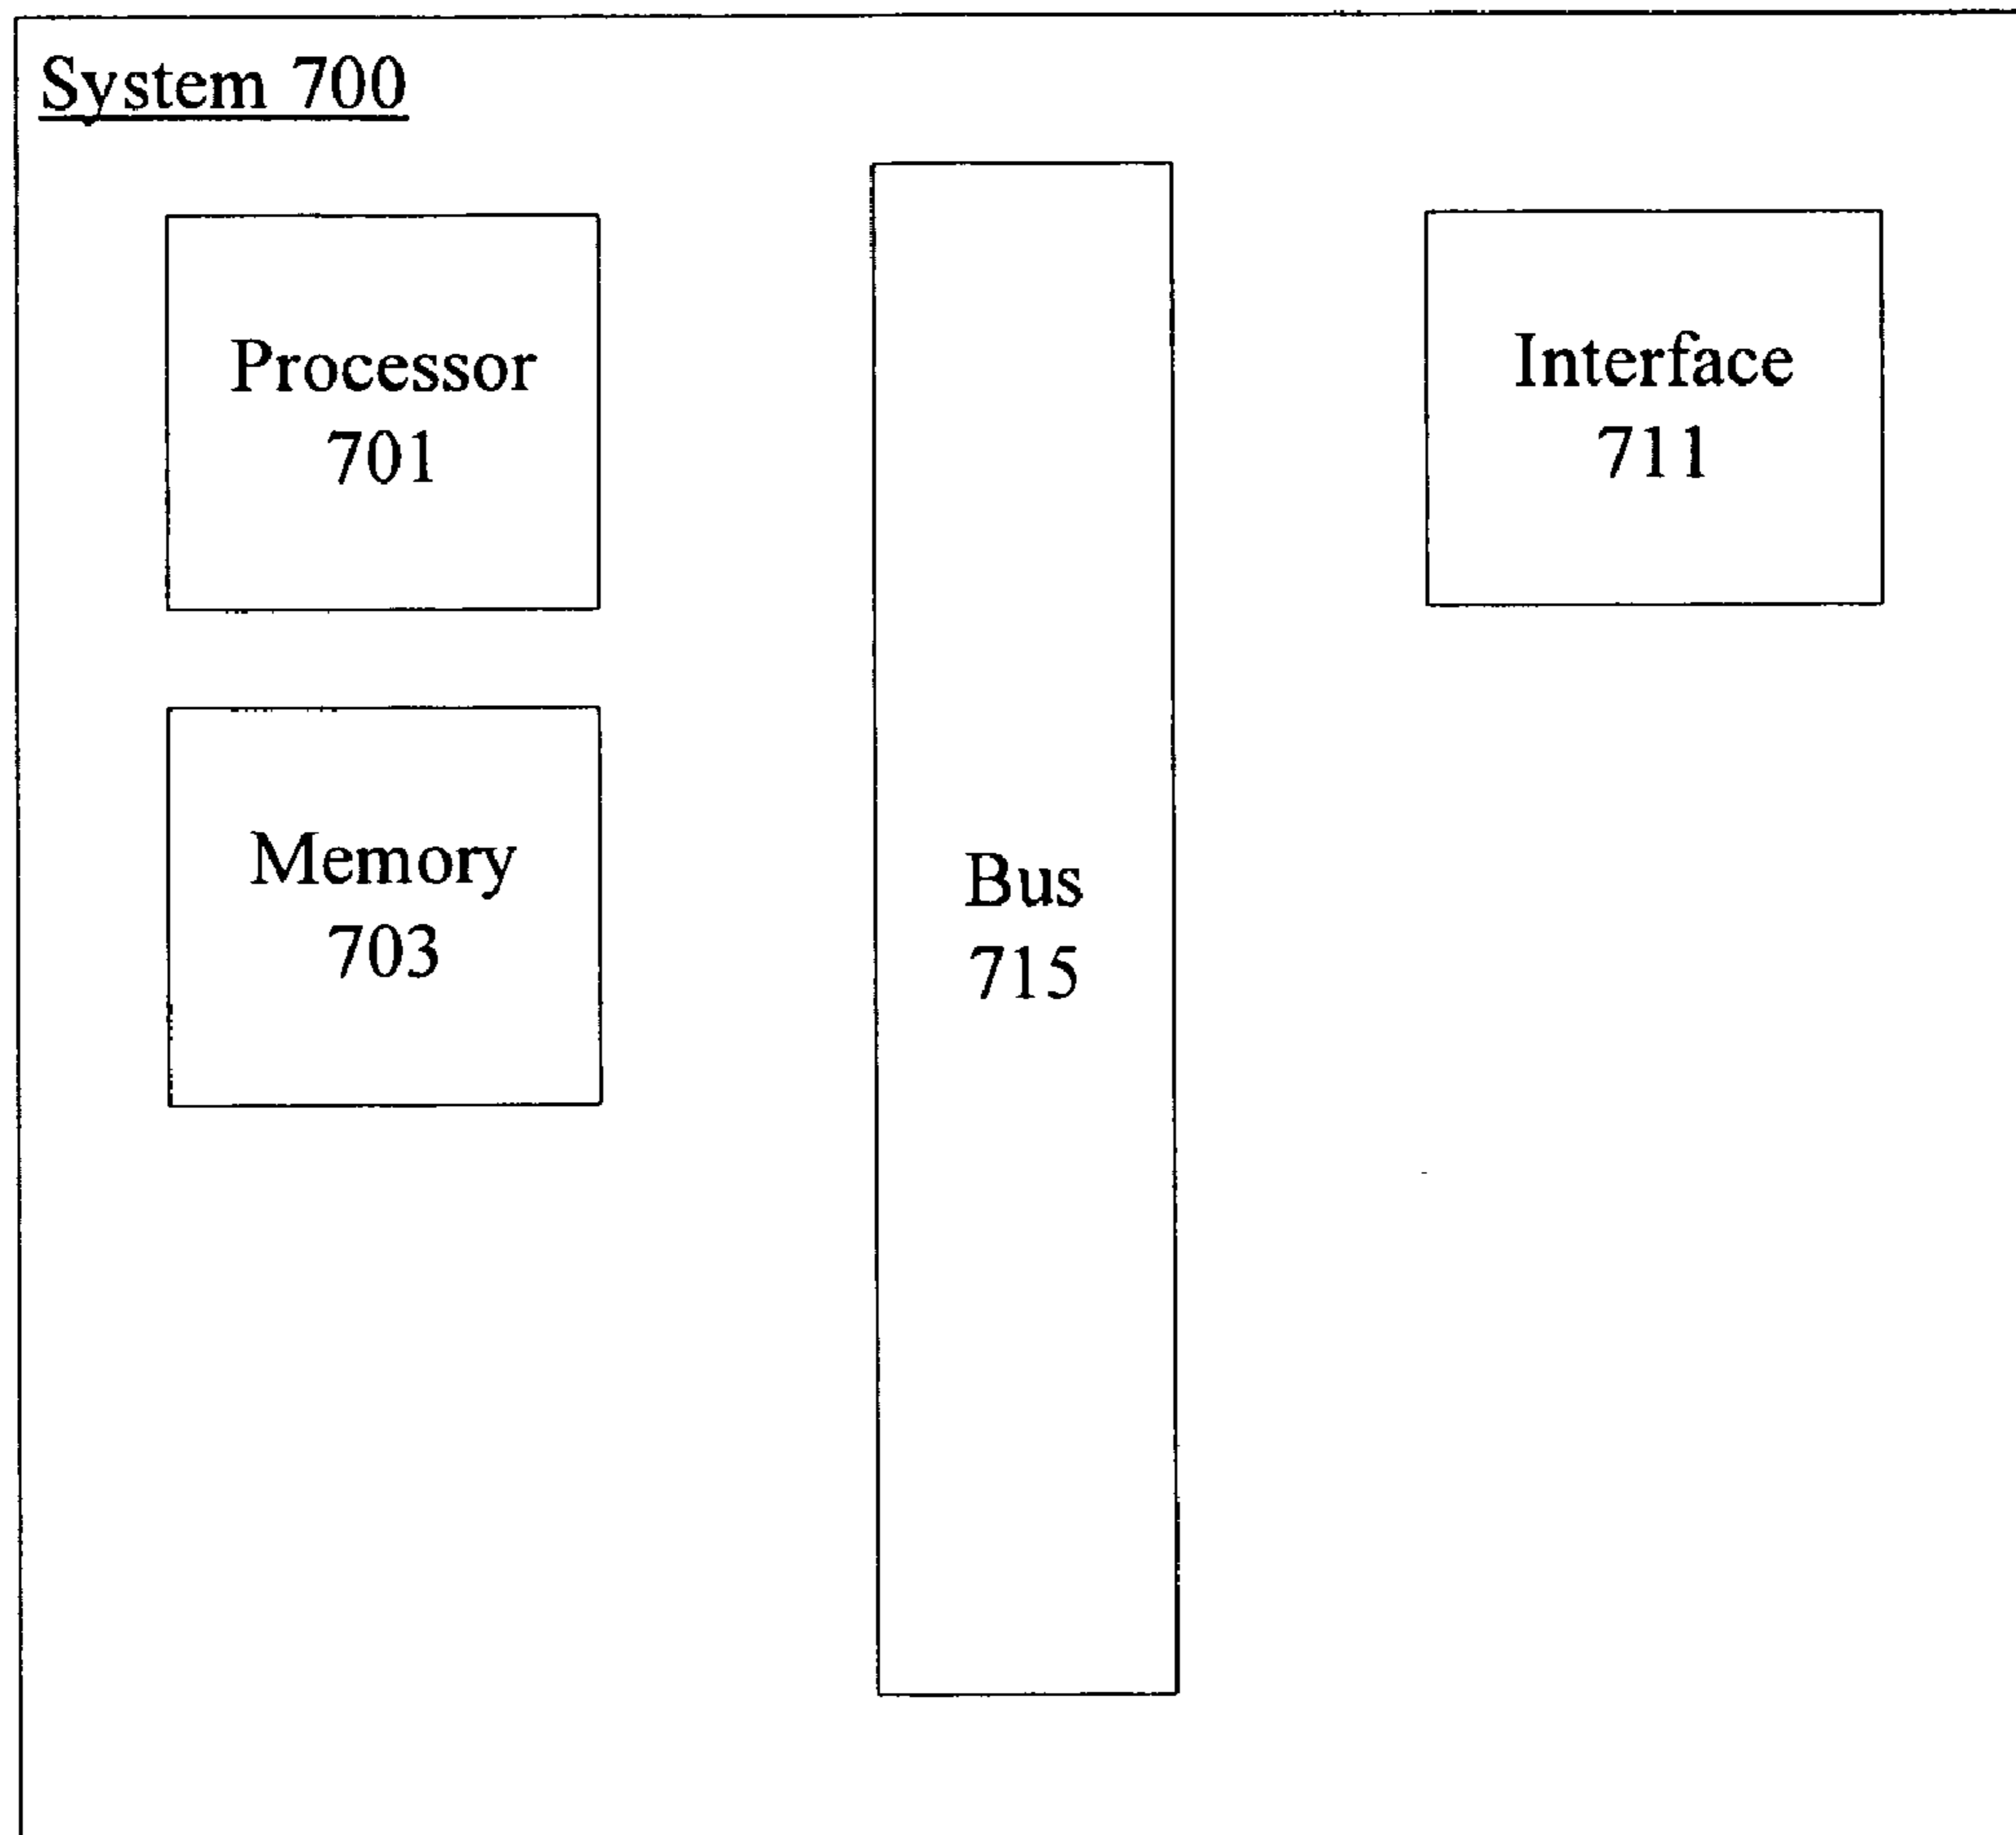 System 700
Processor
701
Interface
711
Memory
703
Bus
715